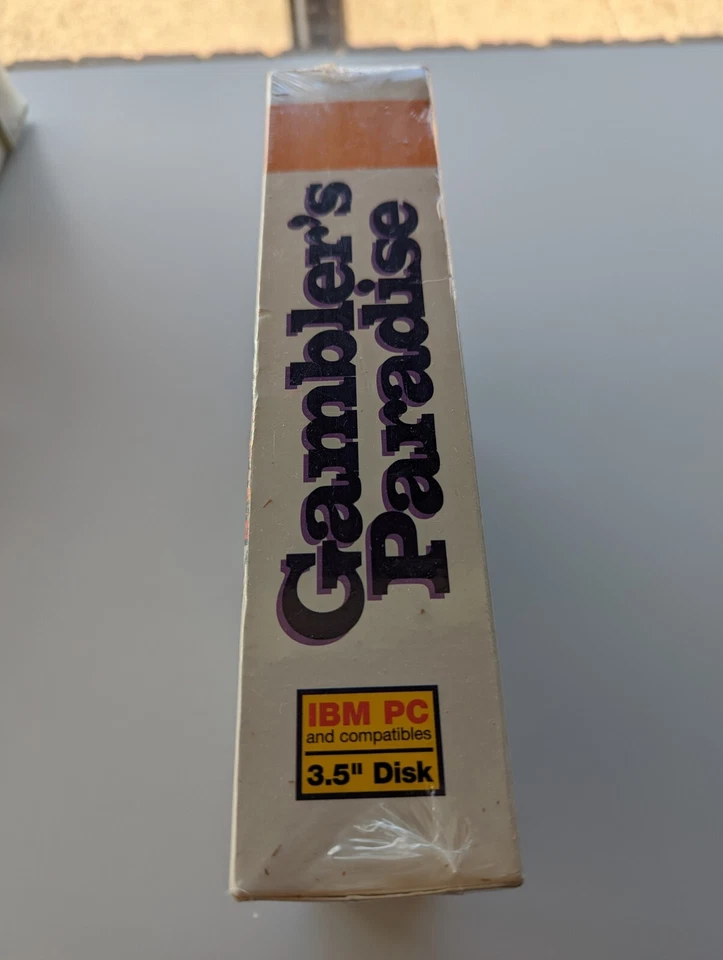 Gambler's
Paradise
IBM PC
and compatibles
3.5" Disk